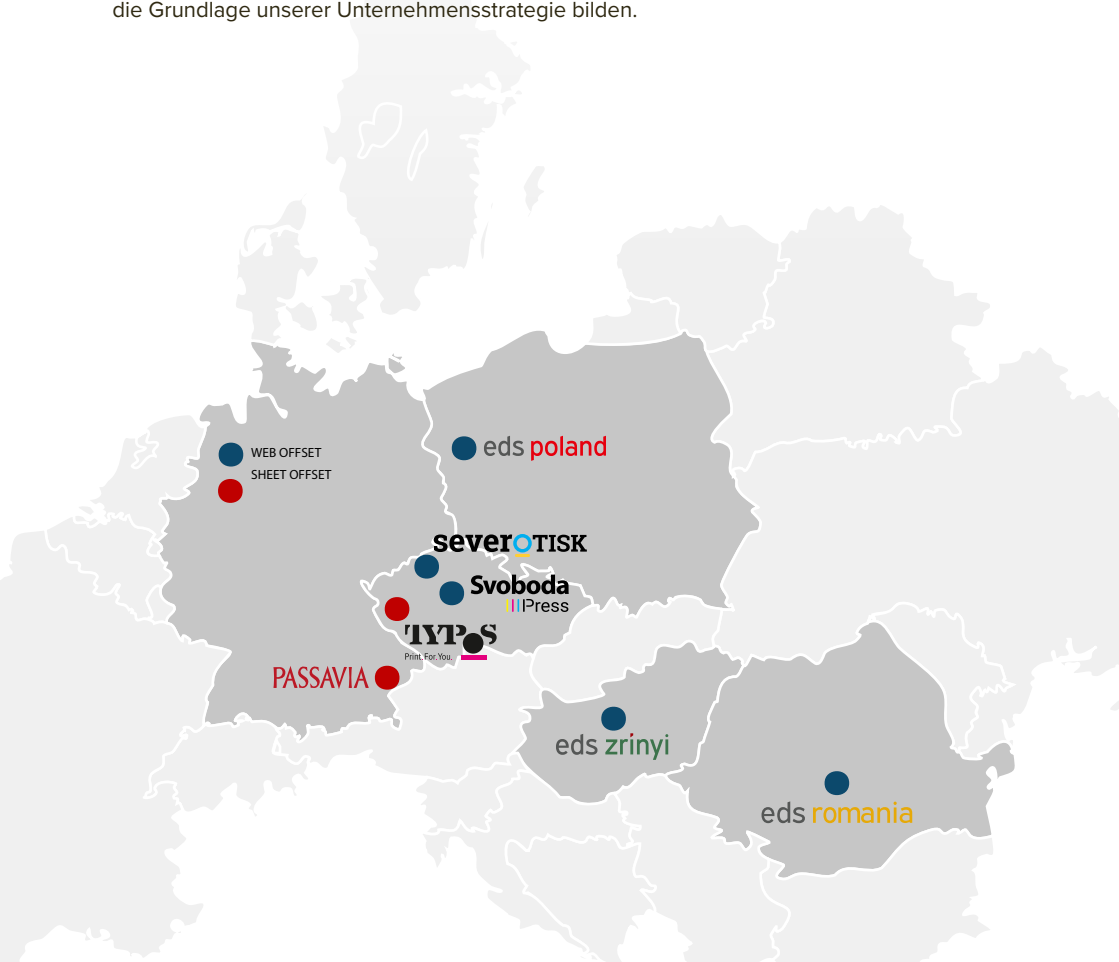 die Grundlage unserer Unternehmensstrategie bilden.
WEB OFFSET
SHEET OFFSET
eds poland
severoTISK
Svoboda
Press
TYPOS
Print. For. You.
PASSAVIA
eds zrínyi
eds romania